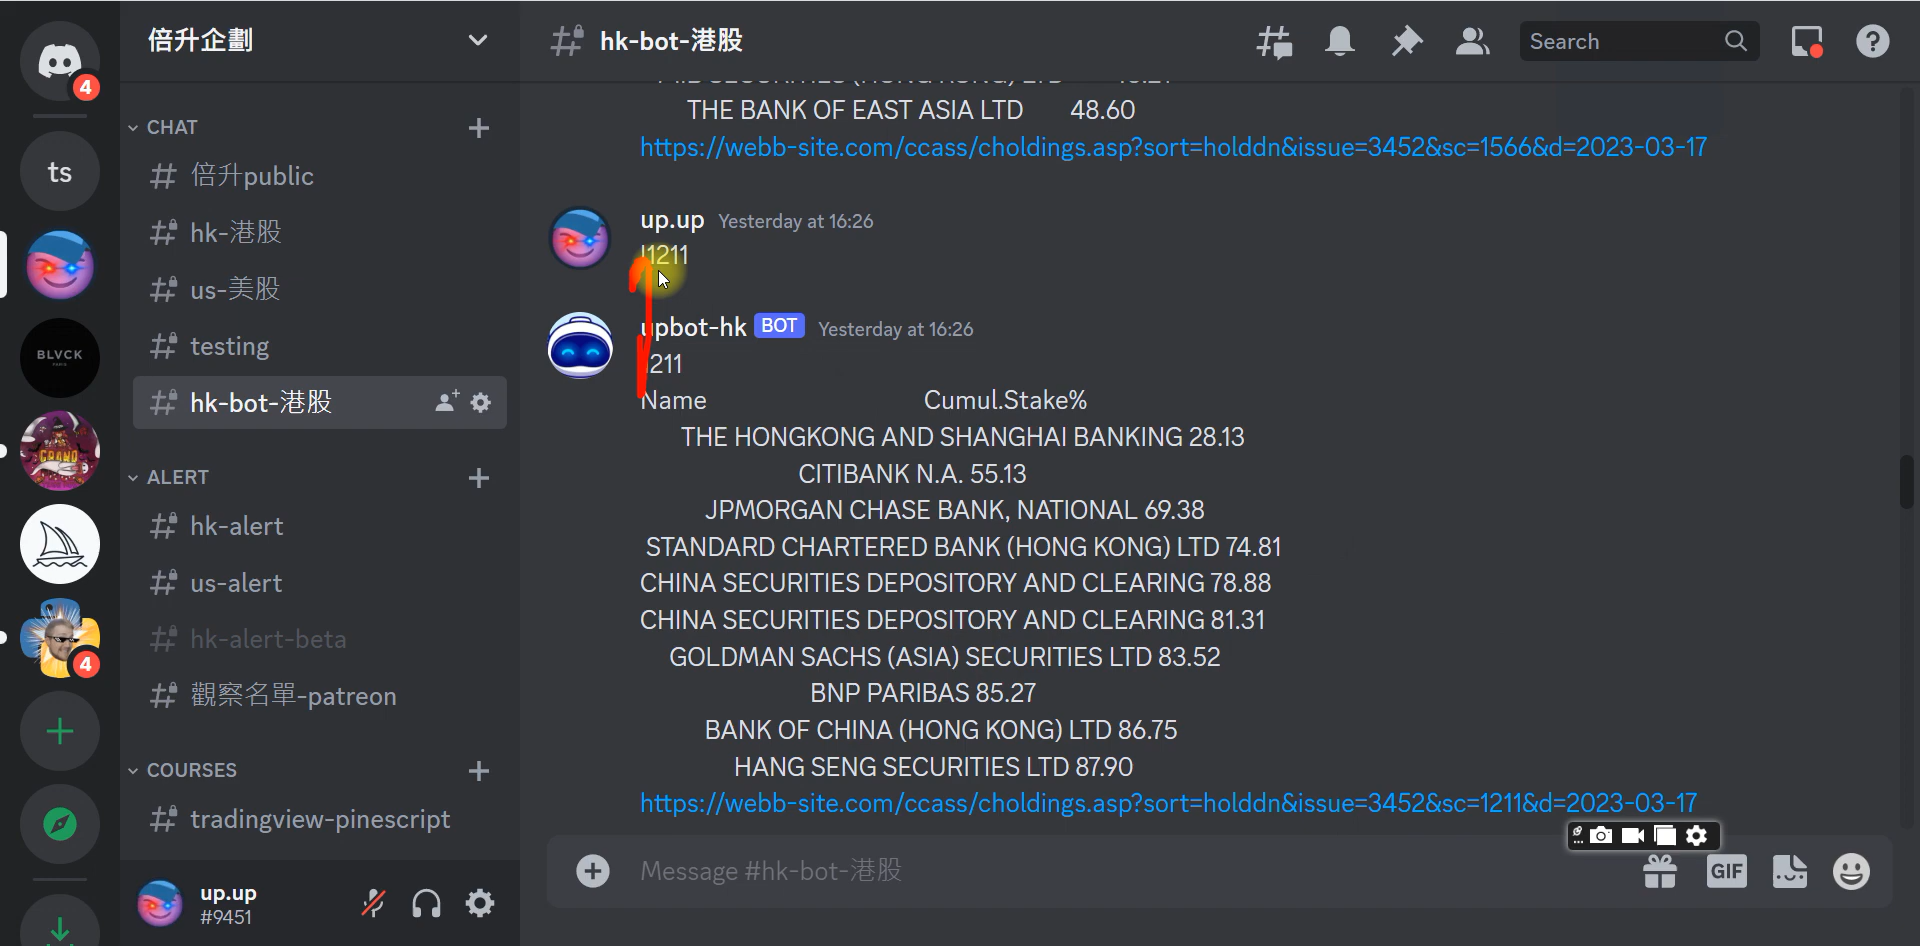 倍升企劃
hk-bot-港股
Search
4
CHAT
ts
倍升public
hk-港股
us-美股
testing
BLVCK
hk-bot-港股
GRAND
ALERT
hk-alert
us-alert
hk-alert-beta
4
觀察名單-patreon
COURSES
tradingview-pinescript
up.up
#9451
THE BANK OF EAST ASIA LTD 48.60
https://webb-site.com/ccass/choldings.asp?sort=holddn&issue=3452&sc=1566&d=2023-03-17
up.up Yesterday at 16:26
!1211
upbot-hk BOT Yesterday at 16:26
1211
Name Cumul.Stake%
THE HONGKONG AND SHANGHAI BANKING 28.13
CITIBANK N.A. 55.13
JPMORGAN CHASE BANK, NATIONAL 69.38
STANDARD CHARTERED BANK (HONG KONG) LTD 74.81
CHINA SECURITIES DEPOSITORY AND CLEARING 78.88
CHINA SECURITIES DEPOSITORY AND CLEARING 81.31
GOLDMAN SACHS (ASIA) SECURITIES LTD 83.52
BNP PARIBAS 85.27
BANK OF CHINA (HONG KONG) LTD 86.75
HANG SENG SECURITIES LTD 87.90
https://webb-site.com/ccass/choldings.asp?sort=holddn&issue=3452&sc=1211&d=2023-03-17
Message #hk-bot-港股
GIF